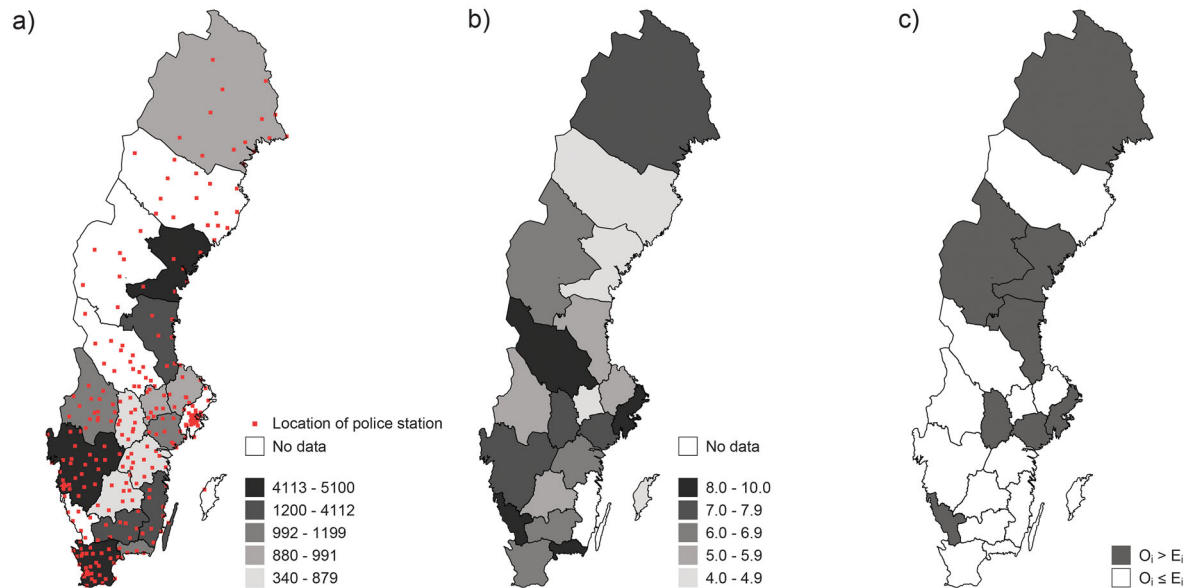 a)
b)
c)
Location of police station
No data
4113 - 5100
1200 - 4112
992 - 1199
880 - 991
340 - 879
No data
8.0 - 10.0
7.0 - 7.9
6.0 - 6.9
5.0 - 5.9
4.0 - 4.9
Oᵢ > Eᵢ
Oᵢ ≤ Eᵢ